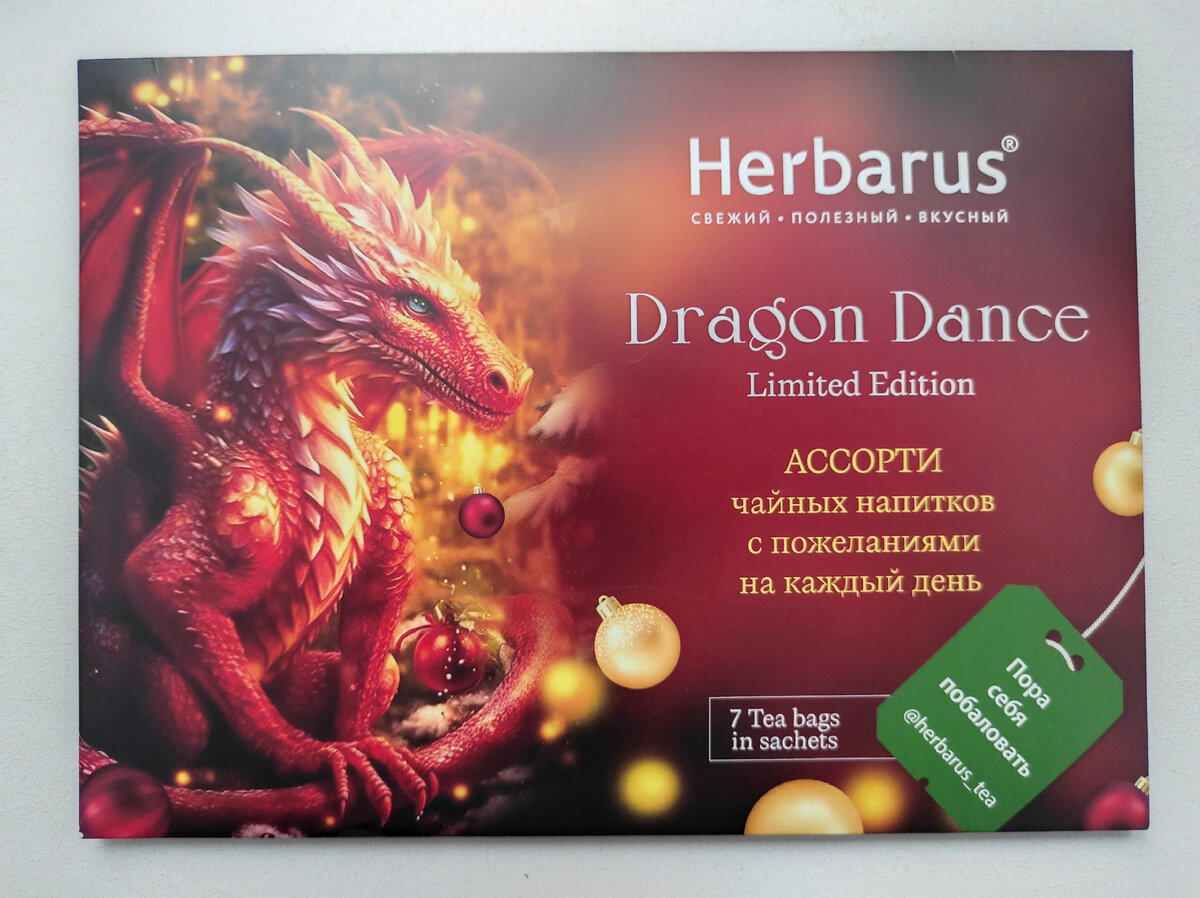 Herbarus®
СВЕЖИЙ • ПОЛЕЗНЫЙ • ВКУСНЫЙ
Dragon Dance
Limited Edition
АССОРТИ
чайных напитков
с пожеланиями
на каждый день
7 Tea bags
in sachets
Пора
себя
побаловать
@herbarus_tea